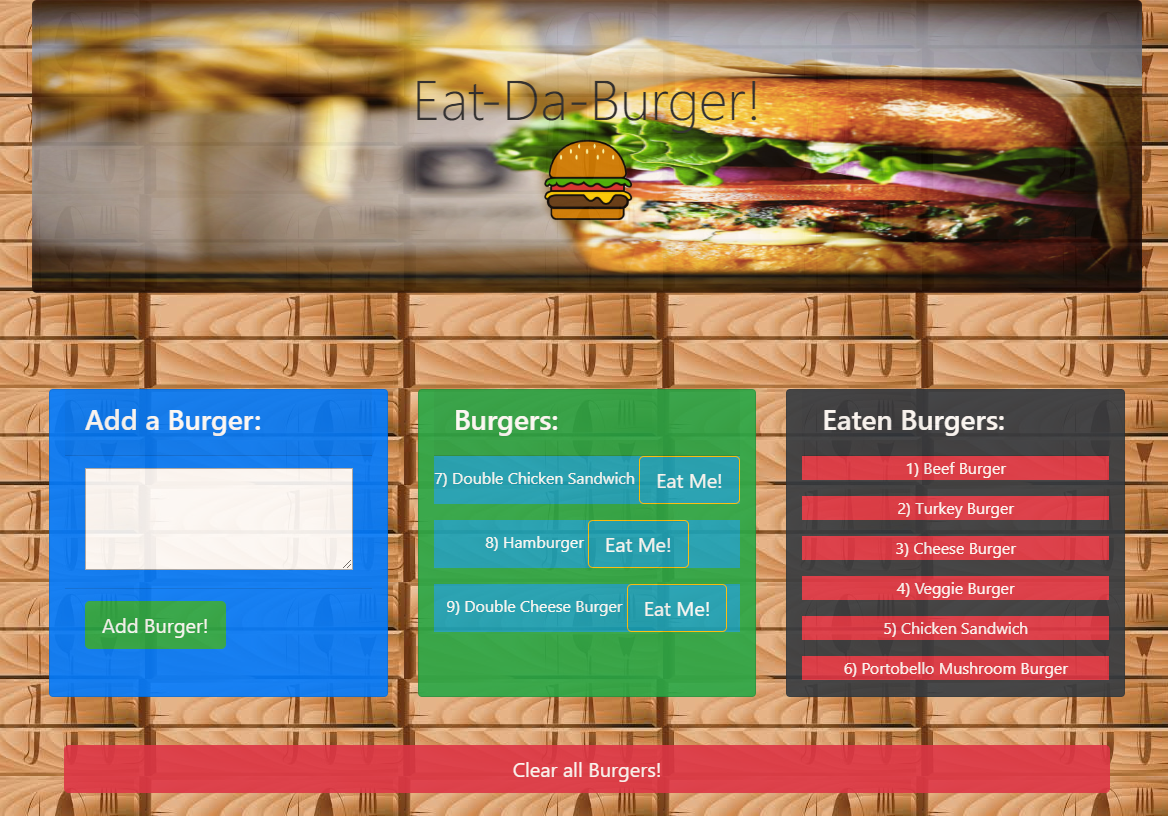 Eat-Da-Burger!
Add a Burger:
Add Burger!
Burgers:
7) Double Chicken Sandwich Eat Me!
8) Hamburger Eat Me!
9) Double Cheese Burger Eat Me!
Eaten Burgers:
1) Beef Burger
2) Turkey Burger
3) Cheese Burger
4) Veggie Burger
5) Chicken Sandwich
6) Portobello Mushroom Burger
Clear all Burgers!